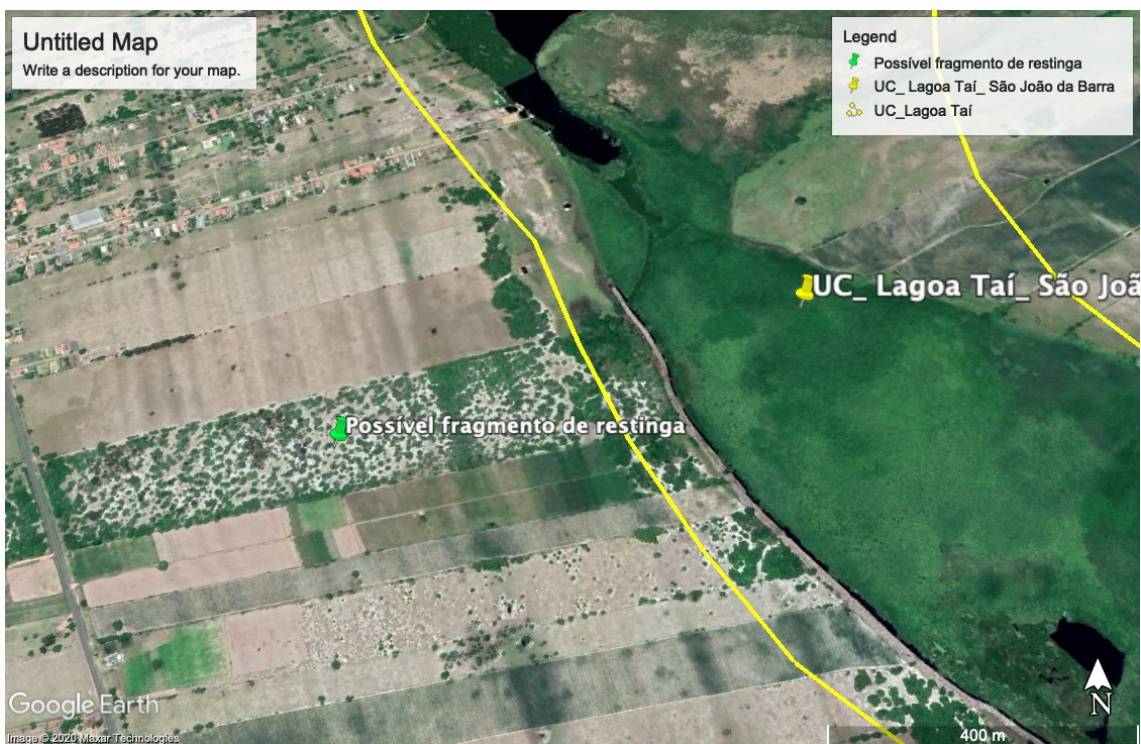 Untitled Map
Write a description for your map.
Legend
Possível fragmento de restinga
UC_ Lagoa Taí_ São João da Barra
UC_Lagoa Taí
UC_ Lagoa Taí_ São Joã
Possível fragmento de restinga
Google Earth
Image © 2020 Maxar Technologies
N
400 m